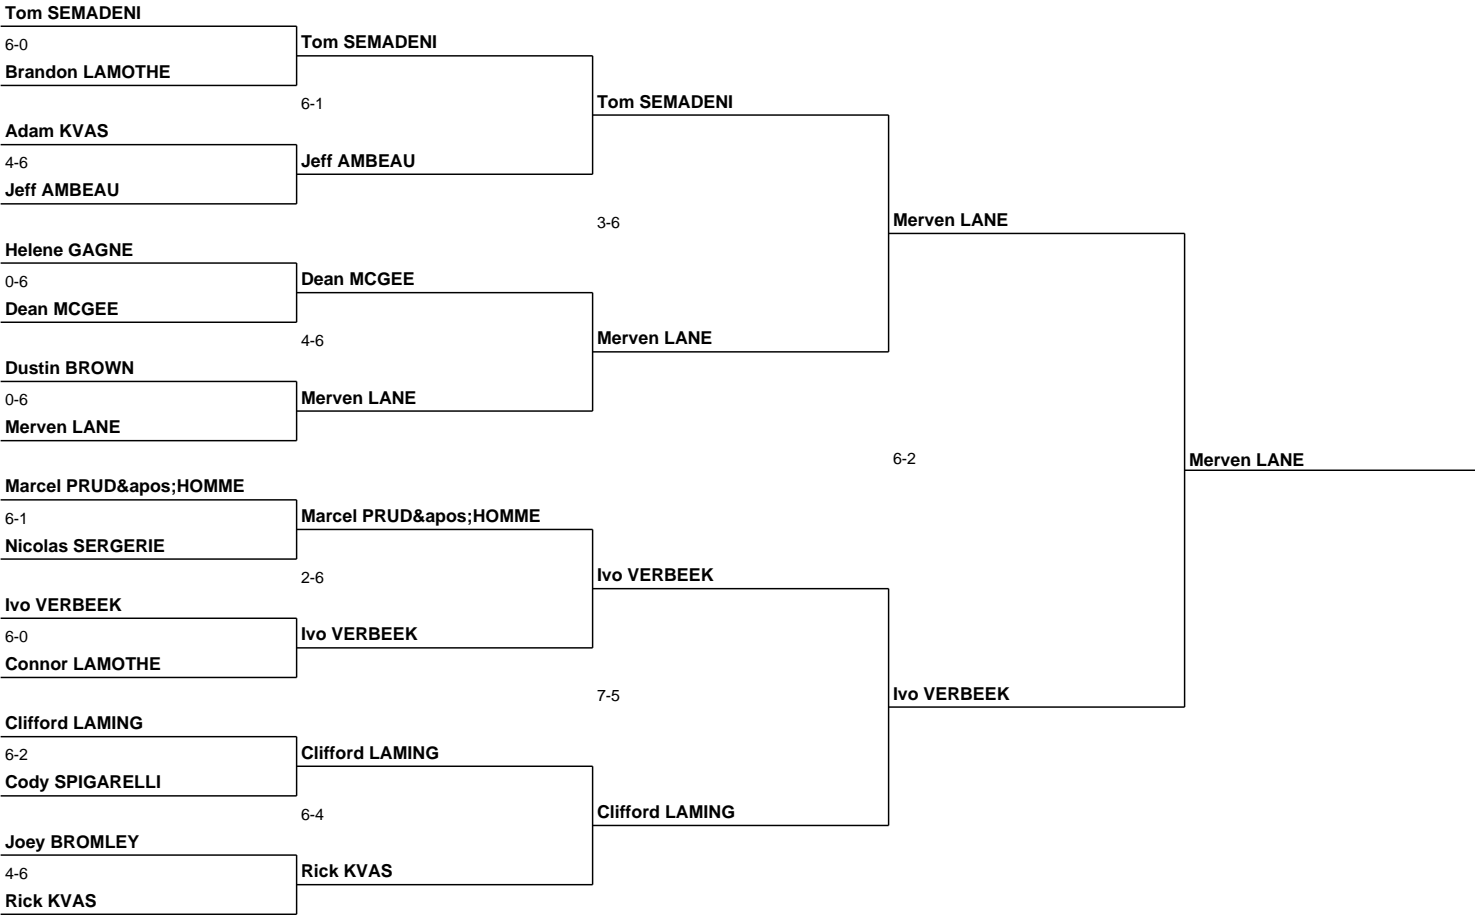 Tom SEMADENI
6-0
Brandon LAMOTHE
Adam KVAS
4-6
Jeff AMBEAU
Helene GAGNE
0-6
Dean MCGEE
Dustin BROWN
0-6
Merven LANE
Marcel PRUD&apos;HOMME
6-1
Nicolas SERGERIE
Ivo VERBEEK
6-0
Connor LAMOTHE
Clifford LAMING
6-2
Cody SPIGARELLI
Joey BROMLEY
4-6
Rick KVAS
Tom SEMADENI
6-1
Jeff AMBEAU
Dean MCGEE
4-6
Merven LANE
Marcel PRUD&apos;HOMME
2-6
Ivo VERBEEK
Clifford LAMING
6-4
Rick KVAS
Tom SEMADENI
3-6
Merven LANE
Ivo VERBEEK
7-5
Clifford LAMING
Merven LANE
6-2
Ivo VERBEEK
Merven LANE